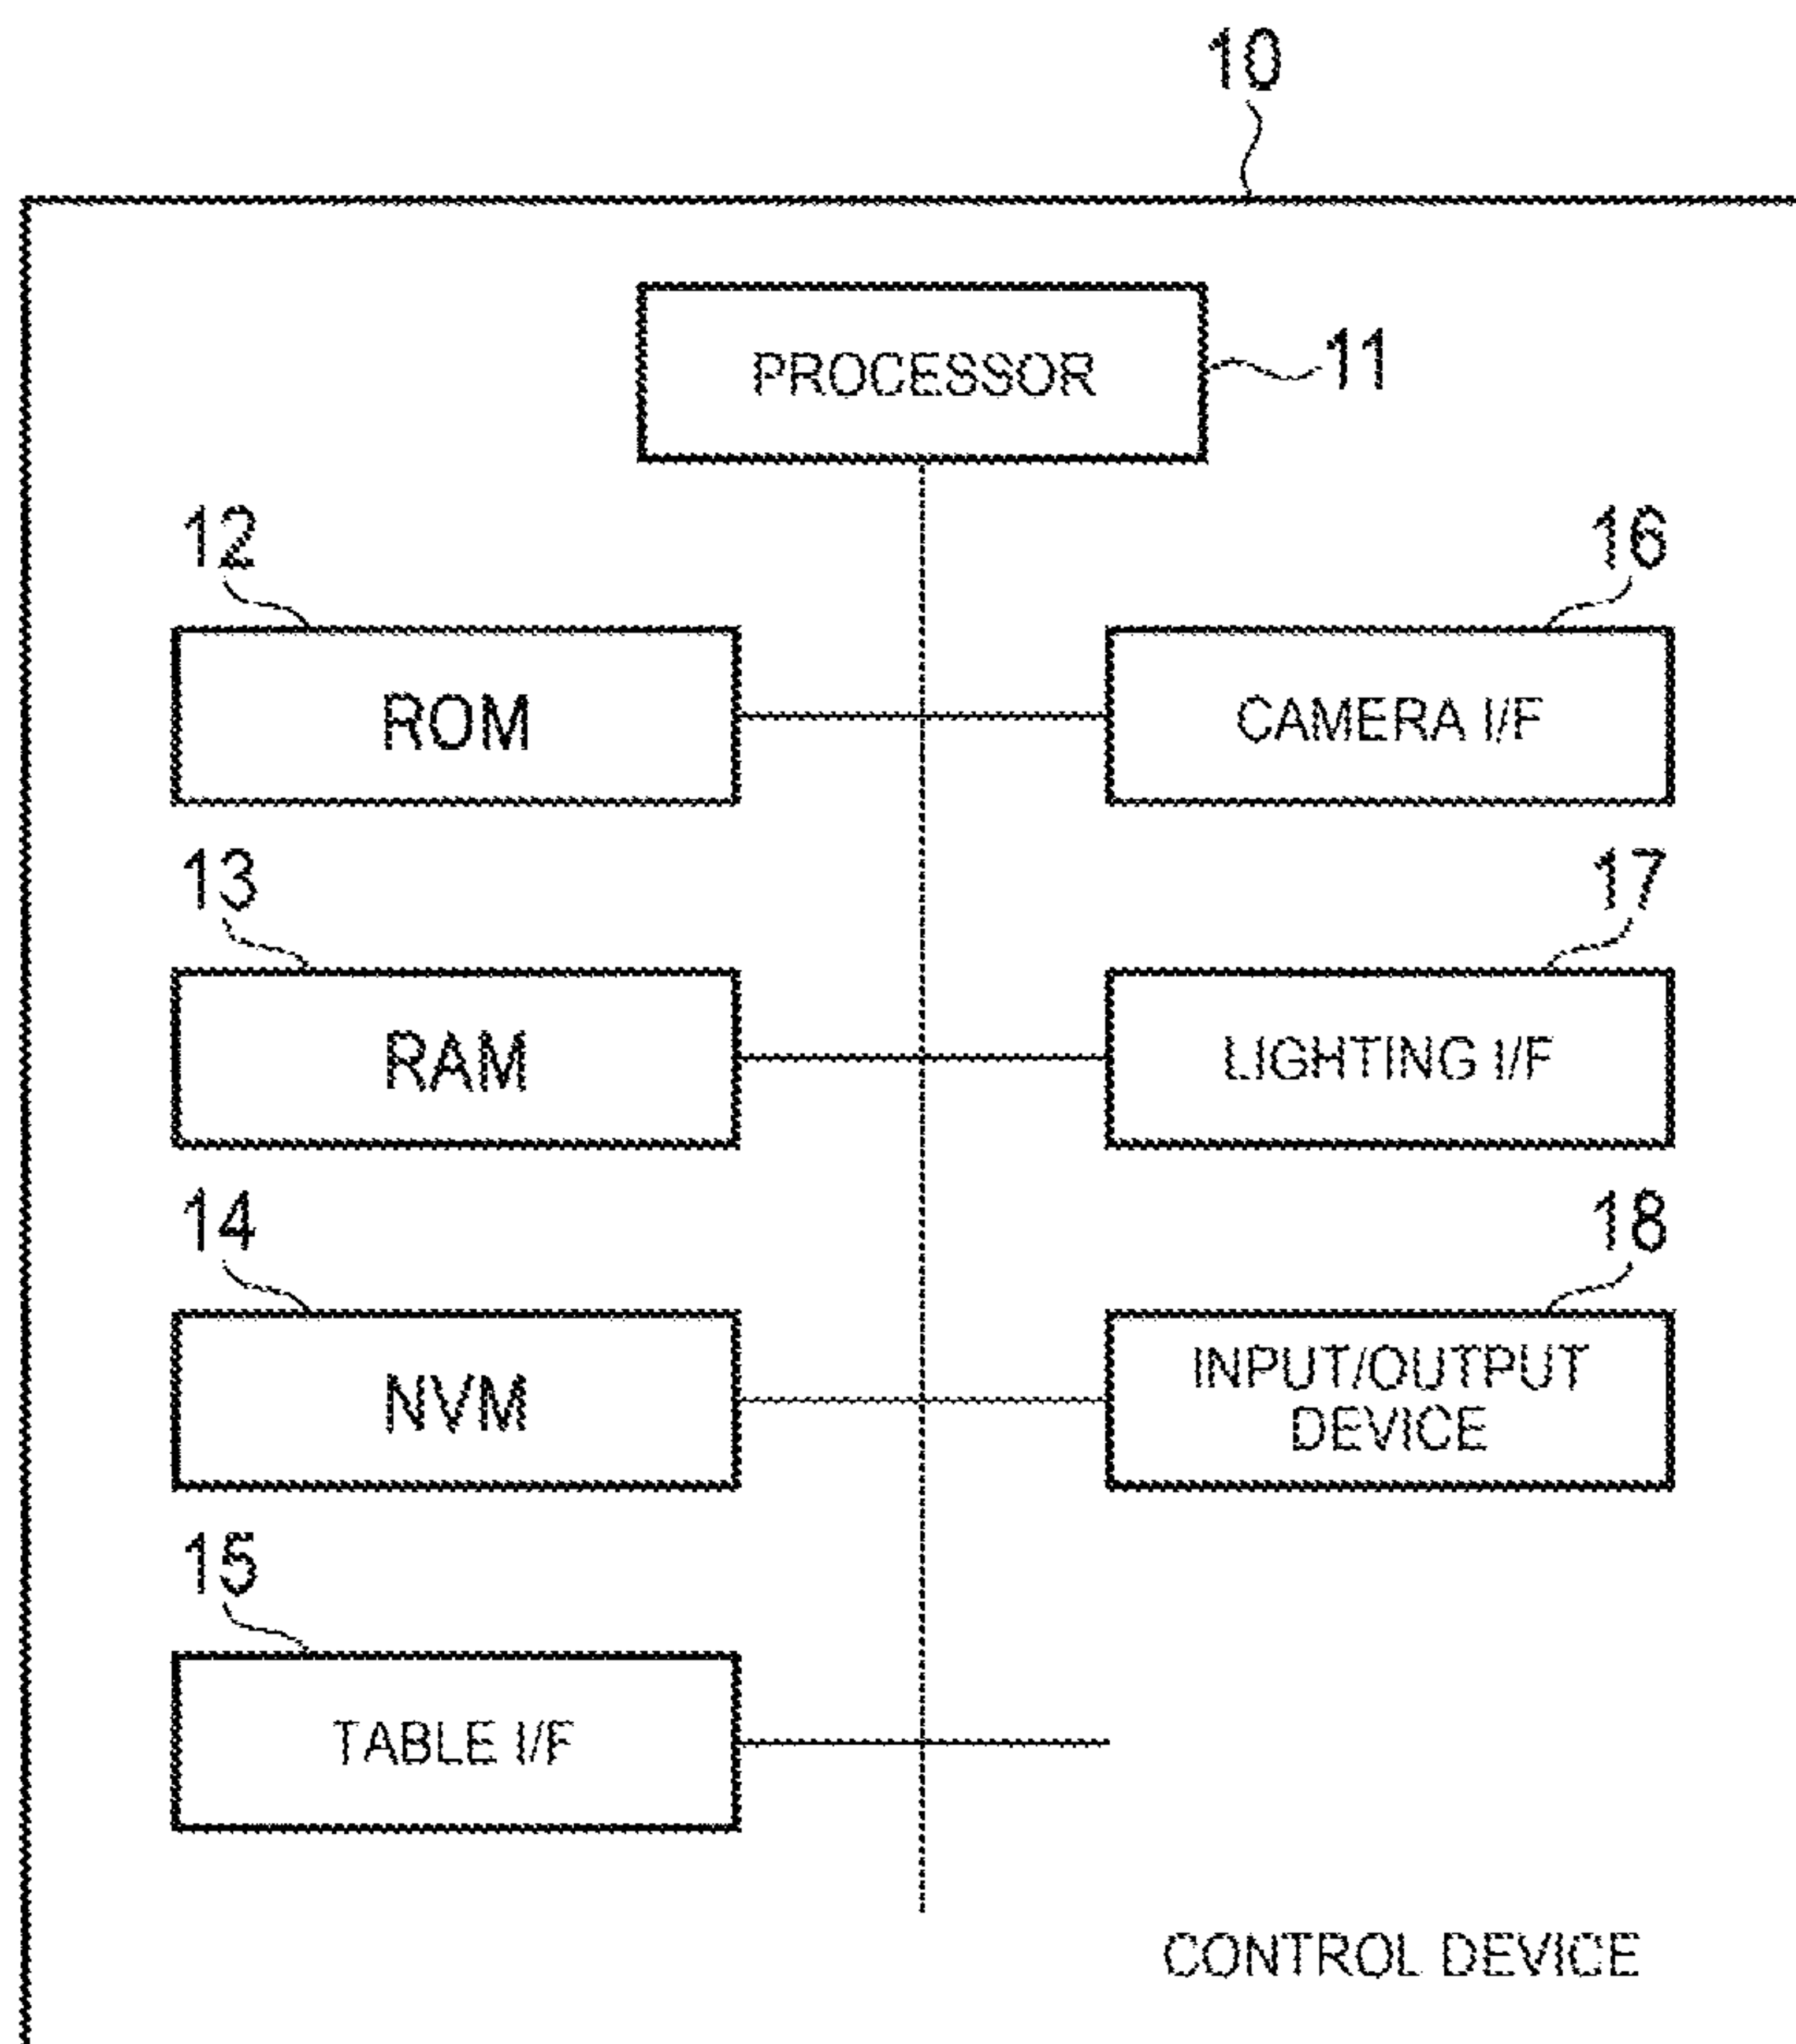 10
PROCESSOR
11
12
16
ROM
CAMERA I/F
13
17
RAM
LIGHTING I/F
14
18
NVM
INPUT/OUTPUT
DEVICE
15
TABLE I/F
CONTROL DEVICE